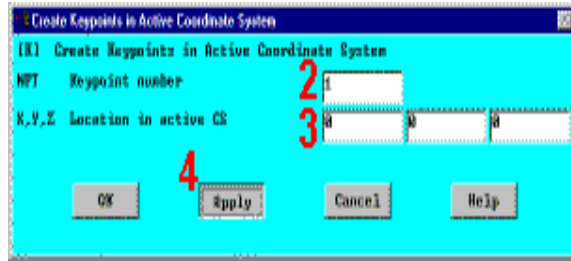 Create Keypoints in Active Coordinate System
[K] Create Keypoints in Active Coordinate System
NPT Keypoint number 2 1
X,Y,Z Location in active CS 3 0 0 0
4
OK Apply Cancel Help